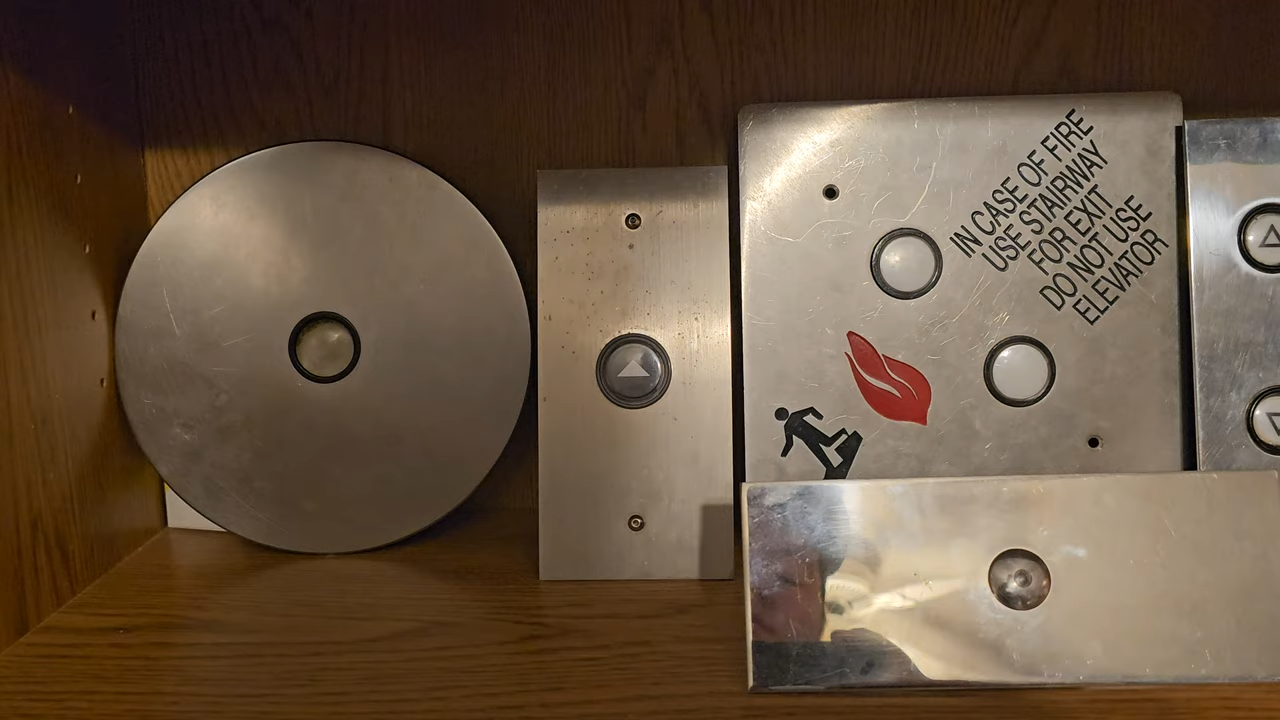 IN CASE OF FIRE
USE STAIRWAY
FOR EXIT
DO NOT USE
ELEVATOR